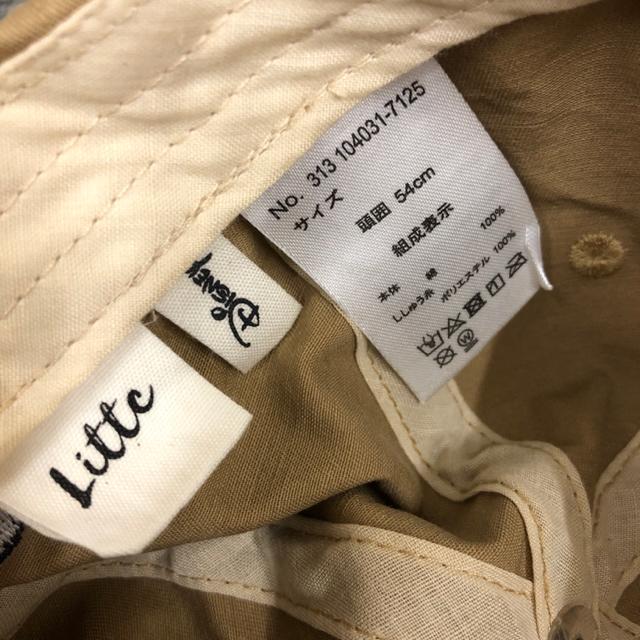 No. 313 104031-7125
サイズ
頭囲 54cm
組成表示
本体 綿 100%
ししゅう糸 ポリエステル 100%
Disney
Littc